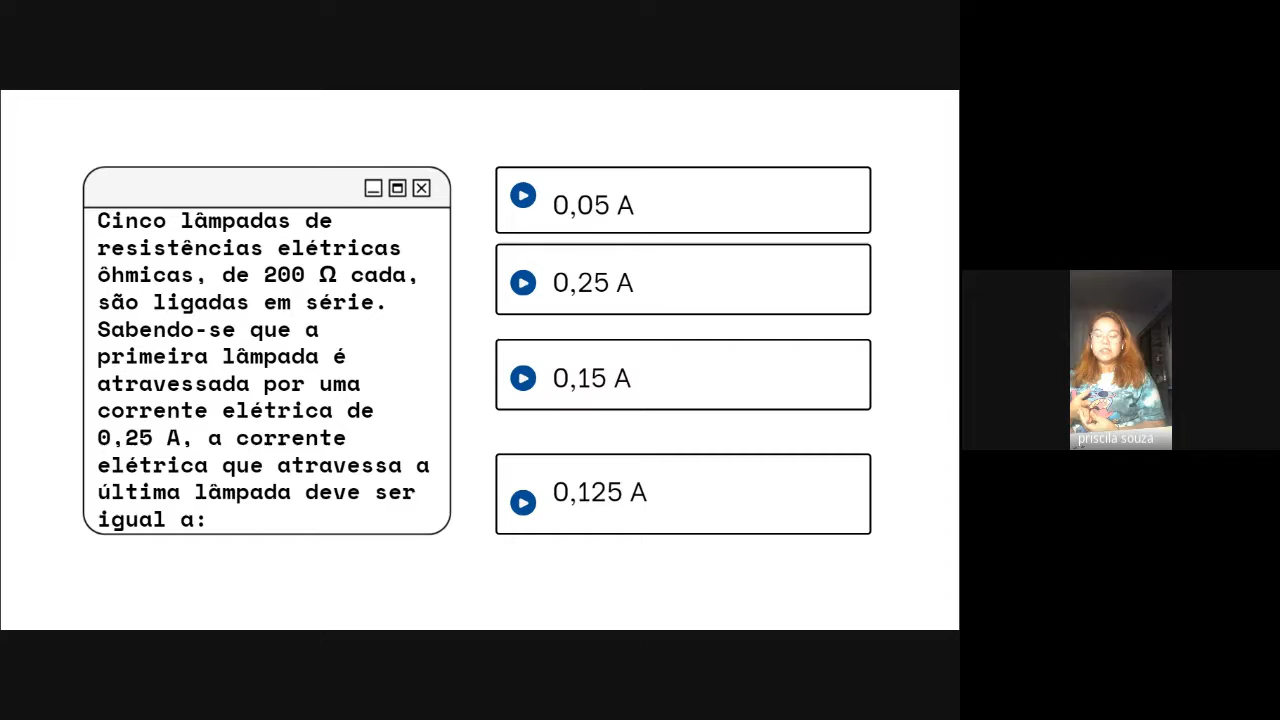 Cinco lâmpadas de
resistências elétricas
ôhmicas, de 200 Ω cada,
são ligadas em série.
Sabendo-se que a
primeira lâmpada é
atravessada por uma
corrente elétrica de
0,25 A, a corrente
elétrica que atravessa a
última lâmpada deve ser
igual a:
0,05 A
0,25 A
0,15 A
0,125 A
priscila souza